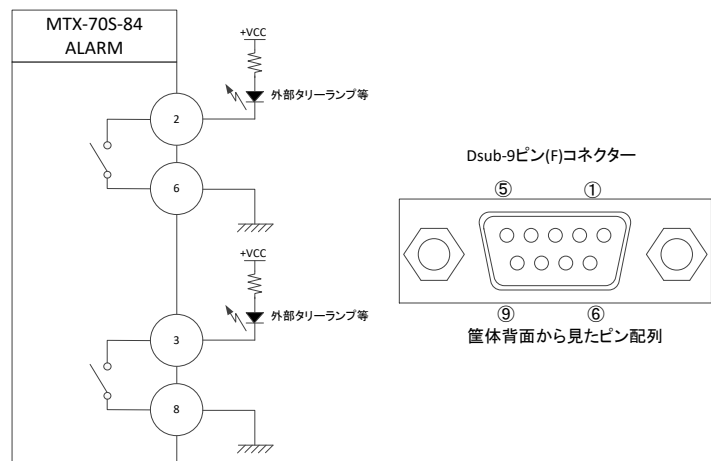 MTX-70S-84
ALARM
+VCC
外部タリーランプ等
2
6
+VCC
外部タリーランプ等
3
8
Dsub-9ピン(F)コネクター
⑤ ①
⑨ ⑥
筐体背面から見たピン配列